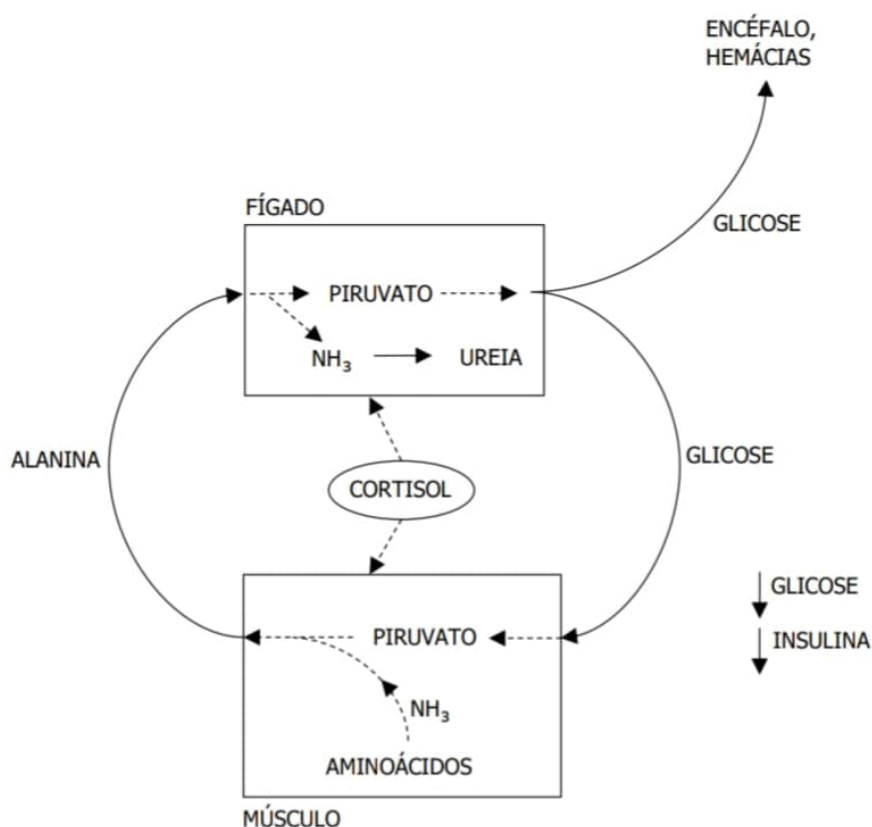 ENCÉFALO,
HEMÁCIAS
FÍGADO
GLICOSE
PIRUVATO
NH₃
UREIA
ALANINA
GLICOSE
CORTISOL
GLICOSE
PIRUVATO
INSULINA
NH₃
AMINOÁCIDOS
MÚSCULO